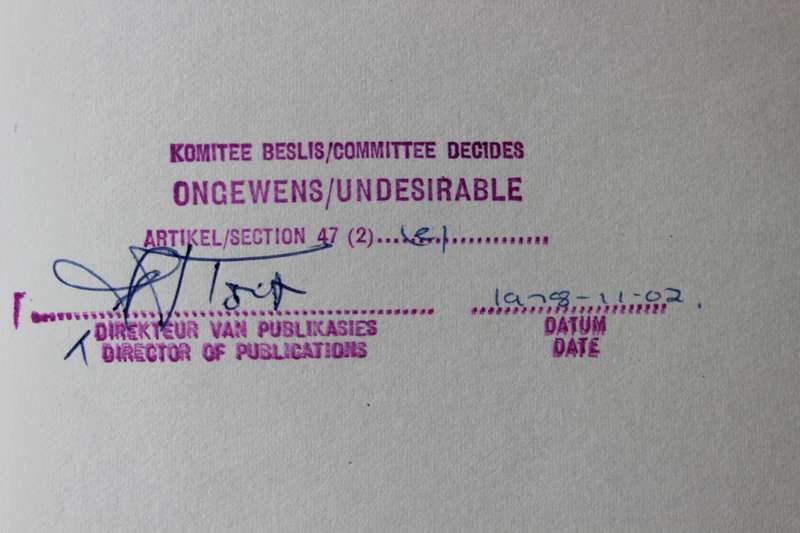 KOMITEE BESLIS/COMMITTEE DECIDES
ONGEWENS/UNDESIRABLE
ARTIKEL/SECTION 47 (2)...(e)...............
1978-11-02.
DIREKTEUR VAN PUBLIKASIES
DIRECTOR OF PUBLICATIONS
DATUM
DATE